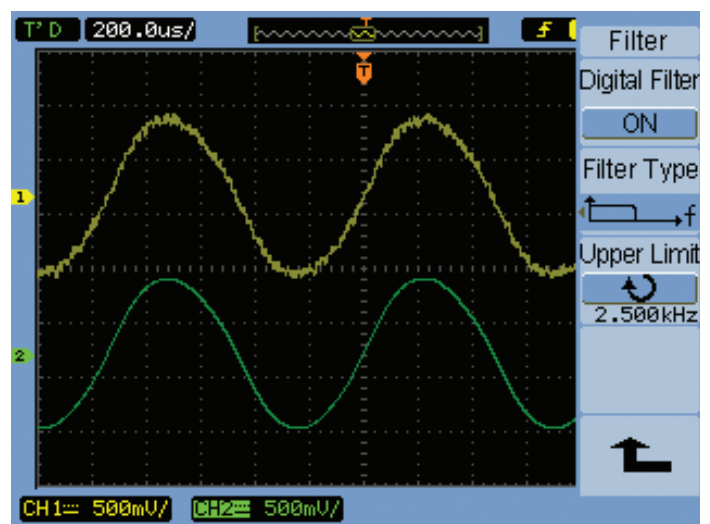 T'D 200.0us/
T
T
1
2
Filter
Digital Filter
ON
Filter Type
f
Upper Limit
2.500kHz
CH1 500mV/ CH2 500mV/